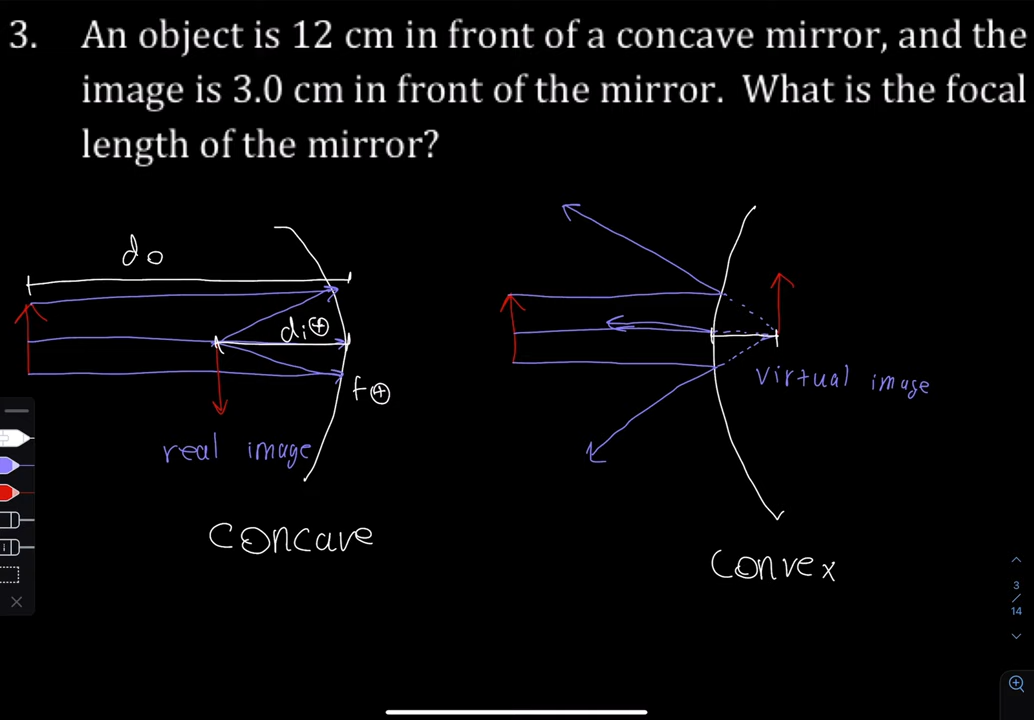 3. An object is 12 cm in front of a concave mirror, and the
image is 3.0 cm in front of the mirror. What is the focal
length of the mirror?
do
di⊕
f⊕
real image
concave
virtual image
convex
3
/
14